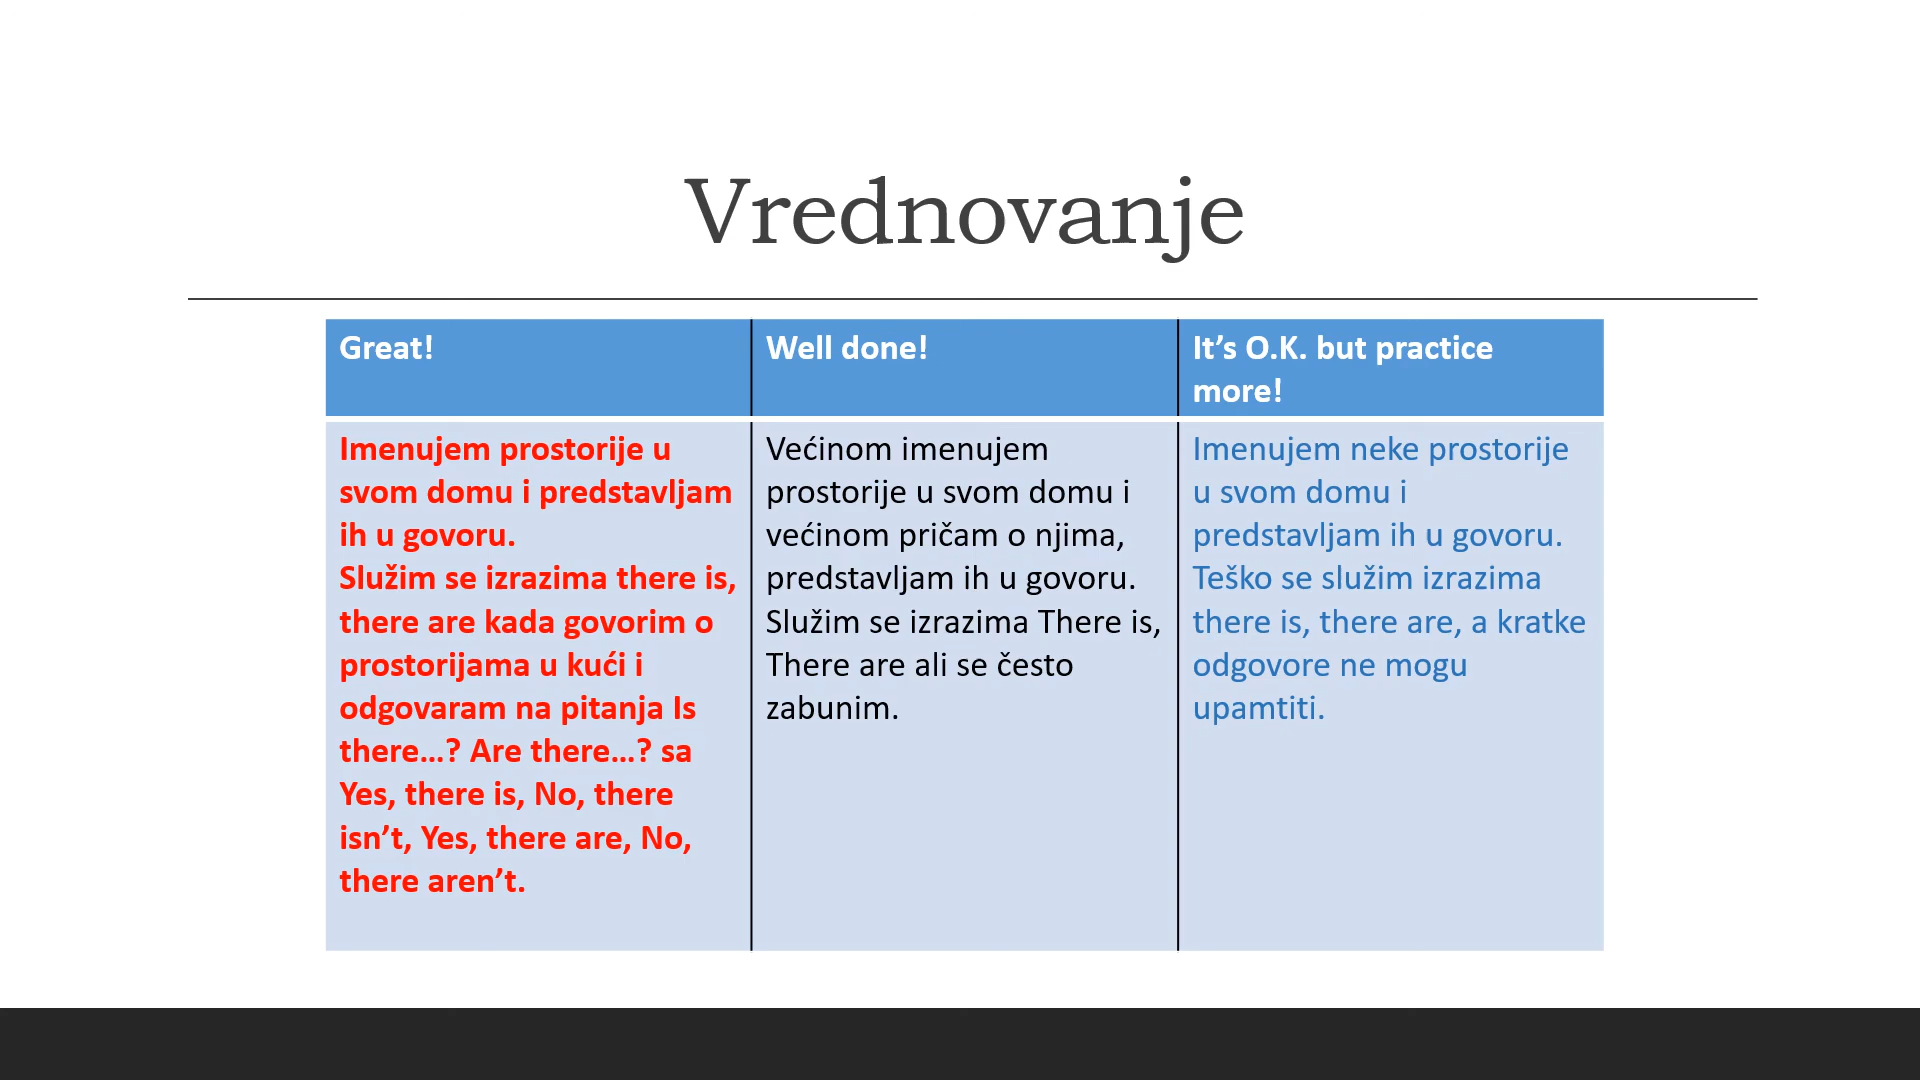 Vrednovanje
Great!
Well done!
It’s O.K. but practice
more!
Imenujem prostorije u
svom domu i predstavljam
ih u govoru.
Služim se izrazima there is,
there are kada govorim o
prostorijama u kući i
odgovaram na pitanja Is
there...? Are there...? sa
Yes, there is, No, there
isn’t, Yes, there are, No,
there aren’t.
Većinom imenujem
prostorije u svom domu i
većinom pričam o njima,
predstavljam ih u govoru.
Služim se izrazima There is,
There are ali se često
zabunim.
Imenujem neke prostorije
u svom domu i
predstavljam ih u govoru.
Teško se služim izrazima
there is, there are, a kratke
odgovore ne mogu
upamtiti.